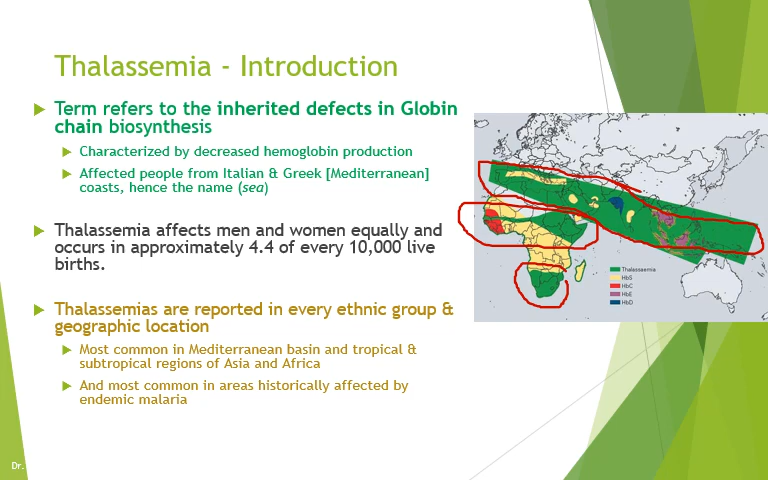 Thalassemia - Introduction
Term refers to the inherited defects in Globin
chain biosynthesis
Characterized by decreased hemoglobin production
Affected people from Italian & Greek [Mediterranean]
coasts, hence the name (sea)
Thalassemia affects men and women equally and
occurs in approximately 4.4 of every 10,000 live
births.
Thalassemias are reported in every ethnic group &
geographic location
Most common in Mediterranean basin and tropical &
subtropical regions of Asia and Africa
And most common in areas historically affected by
endemic malaria
Thalassaemia
HbS
HbC
HbE
HbD
Dr.